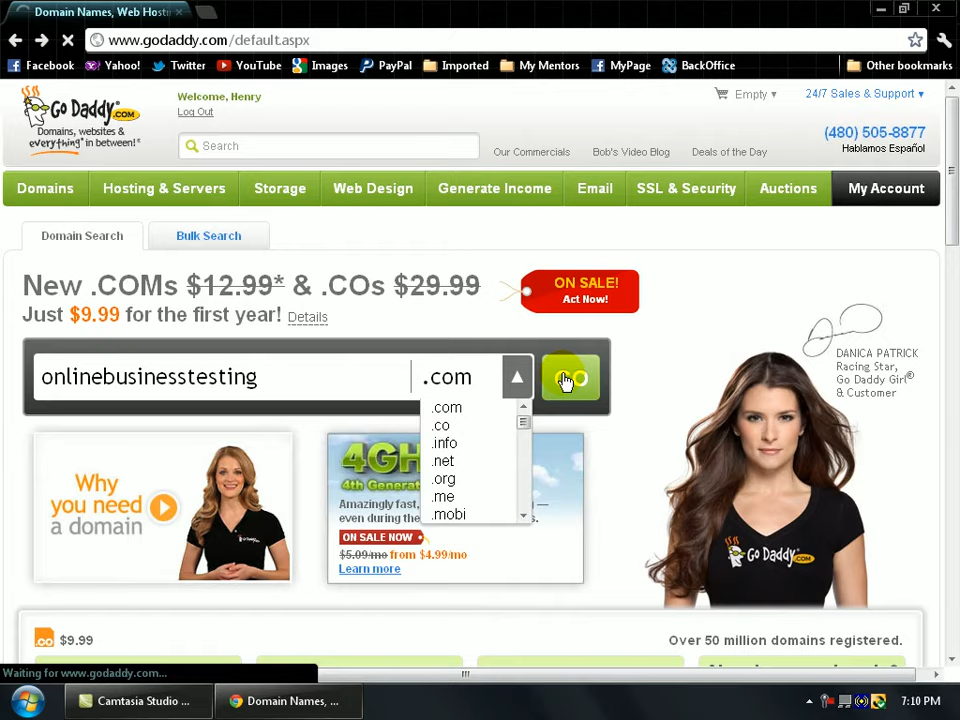 Domain Names, Web Hosti
www.godaddy.com/default.aspx
Facebook Yahoo! Twitter YouTube Images PayPal Imported My Mentors MyPage BackOffice Other bookmarks
Go Daddy .COM
Domains, websites &
everything* in between!®
Welcome, Henry
Log Out
Search
Our Commercials Bob's Video Blog Deals of the Day
Empty 24/7 Sales & Support
(480) 505-8877
Hablamos Español
Domains Hosting & Servers Storage Web Design Generate Income Email SSL & Security Auctions My Account
Domain Search Bulk Search
New .COMs $12.99* & .COs $29.99
Just $9.99 for the first year! Details
ON SALE!
Act Now!
onlinebusinesstesting .com GO
.com
.co
.info
.net
.org
.me
.mobi
DANICA PATRICK
Racing Star,
Go Daddy Girl®
& Customer
Why
you need
a domain
4GH
4th Generat
Amazingly fast,
even during the
ON SALE NOW
$5.09/mo from $4.99/mo
Learn more
Go Daddy .COM
.co $9.99
Over 50 million domains registered.
Waiting for www.godaddy.com...
Camtasia Studio ... Domain Names, ... 7:10 PM